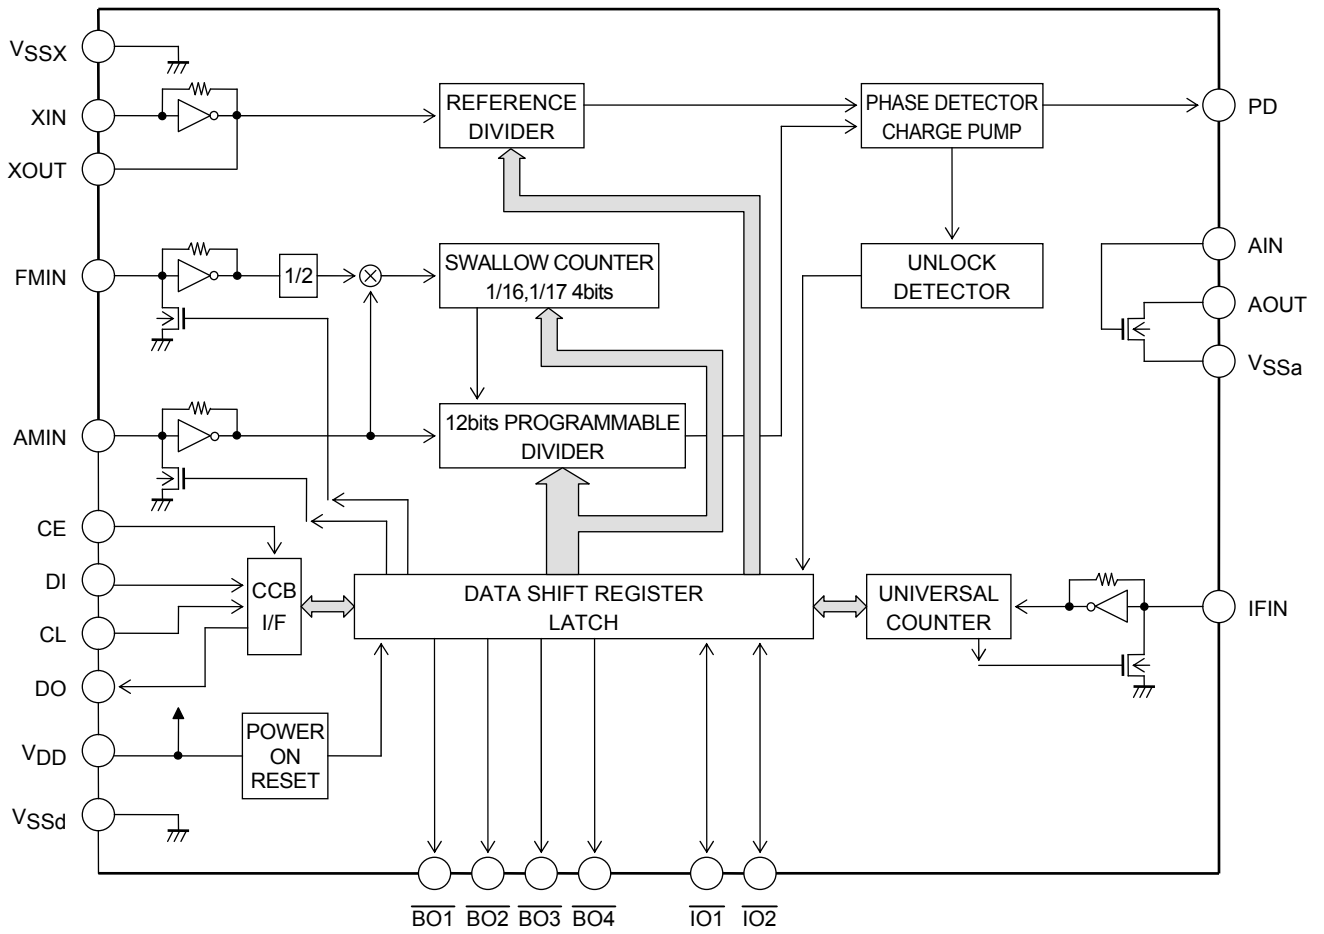 VSSX
XIN
XOUT
REFERENCE
DIVIDER
PHASE DETECTOR
CHARGE PUMP
PD
FMIN
1/2
SWALLOW COUNTER
1/16,1/17 4bits
UNLOCK
DETECTOR
AIN
AOUT
VSSa
AMIN
12bits PROGRAMMABLE
DIVIDER
CE
DI
CL
DO
CCB
I/F
DATA SHIFT REGISTER
LATCH
UNIVERSAL
COUNTER
IFIN
VDD
POWER
ON
RESET
VSSd
BO1 BO2 BO3 BO4 IO1 IO2